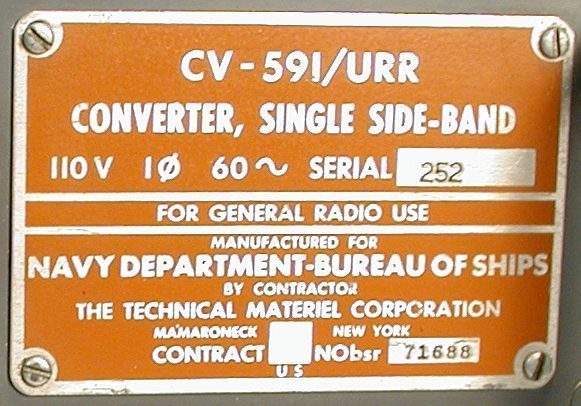 CV-591/URR
CONVERTER, SINGLE SIDE-BAND
110 V 1Ø 60~ SERIAL 252
FOR GENERAL RADIO USE
MANUFACTURED FOR
NAVY DEPARTMENT-BUREAU OF SHIPS
BY CONTRACTOR
THE TECHNICAL MATERIEL CORPORATION
MAMARONECK NEW YORK
CONTRACT NObsr 71688
US